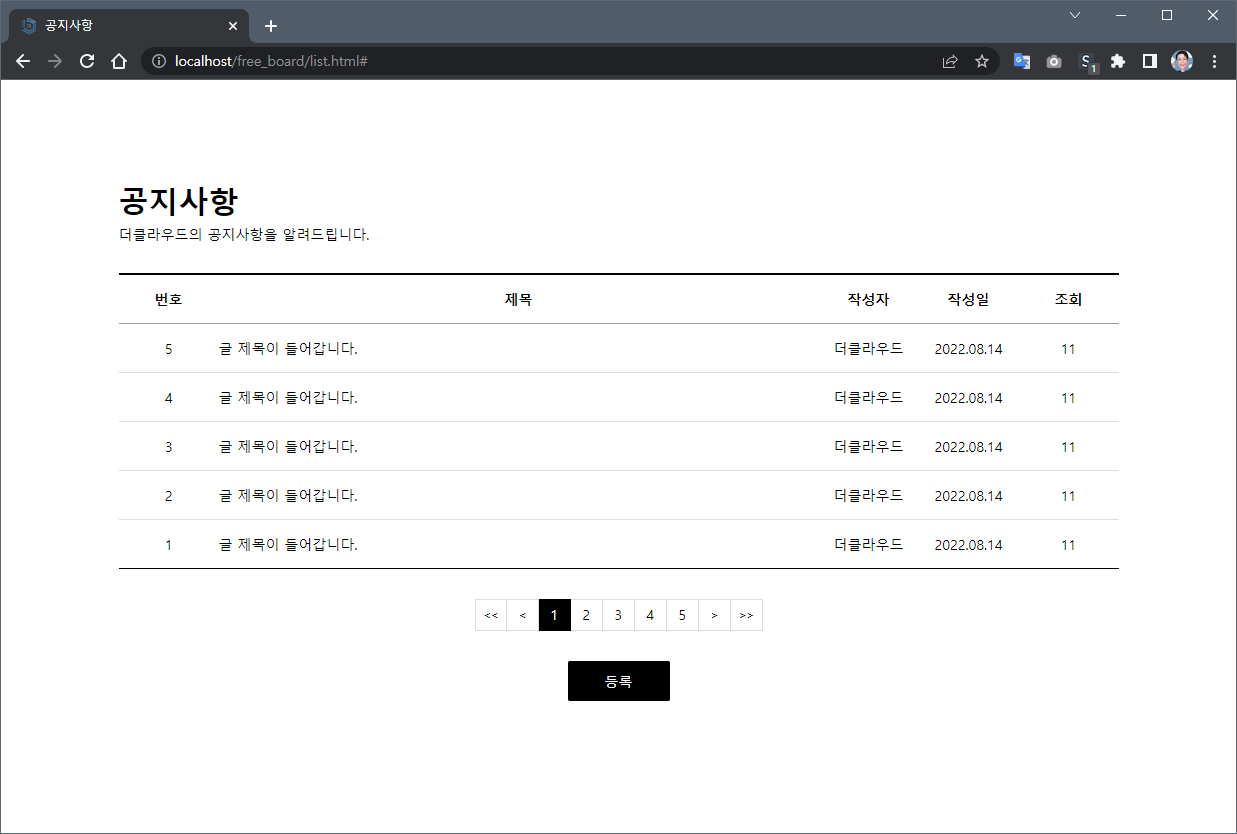 공지사항
localhost/free_board/list.html#
S 1
공지사항
더클라우드의 공지사항을 알려드립니다.
번호 제목 작성자 작성일 조회
5 글 제목이 들어갑니다. 더클라우드 2022.08.14 11
4 글 제목이 들어갑니다. 더클라우드 2022.08.14 11
3 글 제목이 들어갑니다. 더클라우드 2022.08.14 11
2 글 제목이 들어갑니다. 더클라우드 2022.08.14 11
1 글 제목이 들어갑니다. 더클라우드 2022.08.14 11
<< < 1 2 3 4 5 > >>
등록